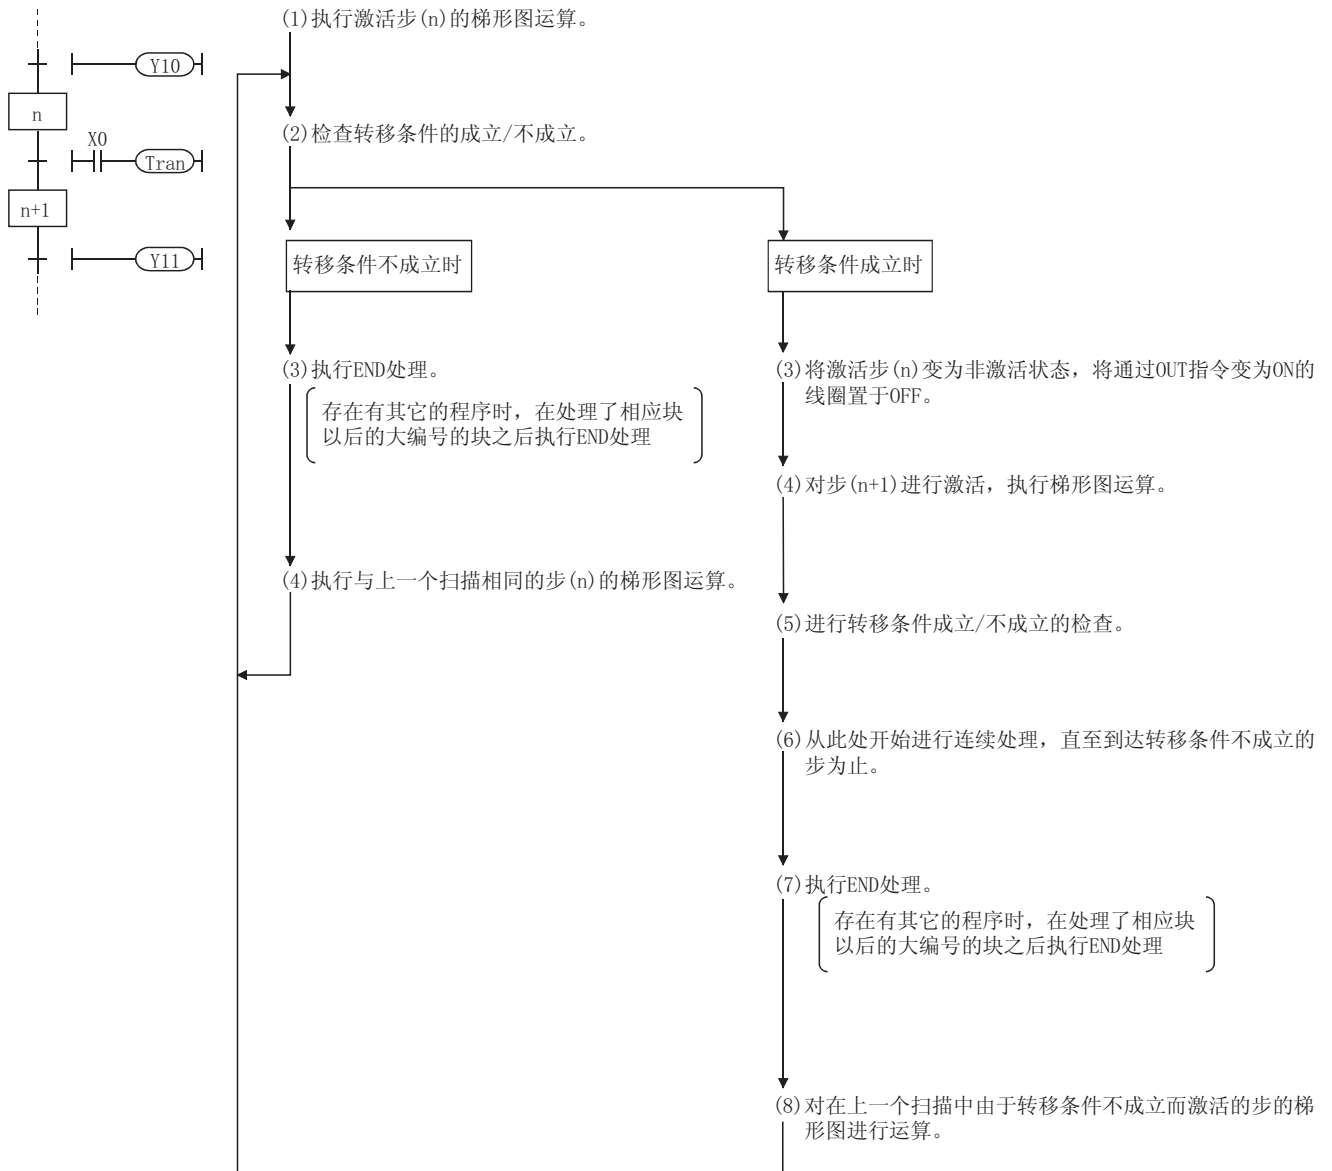 (1)执行激活步(n)的梯形图运算。
Y10
n
(2)检查转移条件的成立/不成立。
X0
Tran
n+1
Y11
转移条件不成立时
转移条件成立时
(3)执行END处理。
存在有其它的程序时，在处理了相应块
以后的大编号的块之后执行END处理
(4)执行与上一个扫描相同的步(n)的梯形图运算。
(3)将激活步(n)变为非激活状态，将通过OUT指令变为ON的
线圈置于OFF。
(4)对步(n+1)进行激活，执行梯形图运算。
(5)进行转移条件成立/不成立的检查。
(6)从此处开始进行连续处理，直至到达转移条件不成立的
步为止。
(7)执行END处理。
存在有其它的程序时，在处理了相应块
以后的大编号的块之后执行END处理
(8)对在上一个扫描中由于转移条件不成立而激活的步的梯
形图进行运算。